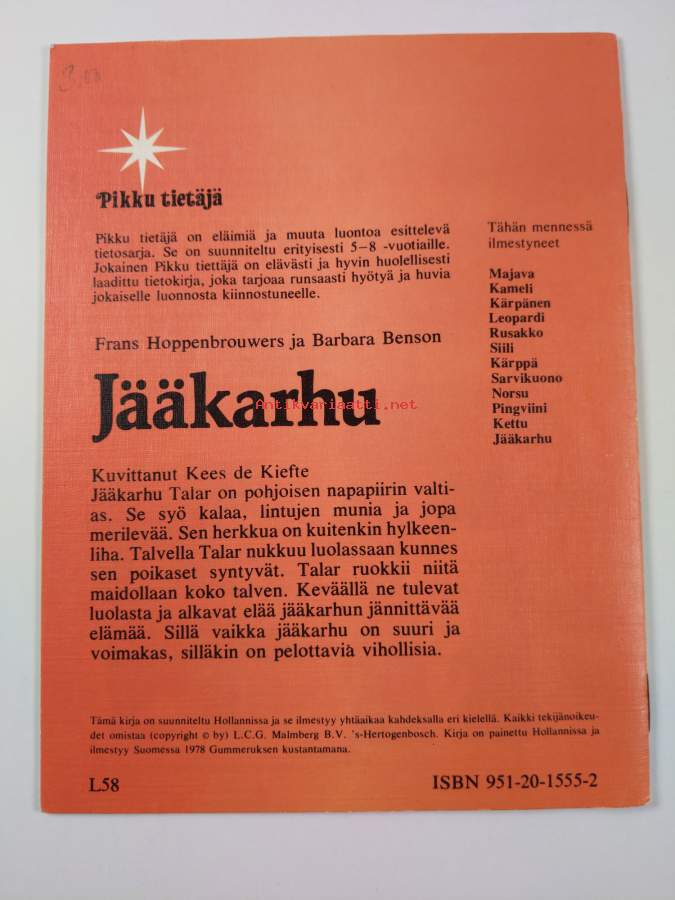 Pikku tietäjä
Pikku tietäjä on eläimiä ja muuta luontoa esittelevä
tietosarja. Se on suunniteltu erityisesti 5–8 -vuotiaille.
Jokainen Pikku tiettäjä on elävästi ja hyvin huolellisesti
laadittu tietokirja, joka tarjoaa runsaasti hyötyä ja huvia
jokaiselle luonnosta kiinnostuneelle.
Frans Hoppenbrouwers ja Barbara Benson
Jääkarhu
Antikvariaatti.net
Kuvittanut Kees de Kiefte
Jääkarhu Talar on pohjoisen napapiirin valti-
as. Se syö kalaa, lintujen munia ja jopa
merilevää. Sen herkkua on kuitenkin hylkeen-
liha. Talvella Talar nukkuu luolassaan kunnes
sen poikaset syntyvät. Talar ruokkii niitä
maidollaan koko talven. Keväällä ne tulevat
luolasta ja alkavat elää jääkarhun jännittävää
elämää. Sillä vaikka jääkarhu on suuri ja
voimakas, silläkin on pelottavia vihollisia.
Tähän mennessä
ilmestyneet
Majava
Kameli
Kärpänen
Leopardi
Rusakko
Siili
Kärppä
Sarvikuono
Norsu
Pingviini
Kettu
Jääkarhu
Tämä kirja on suunniteltu Hollannissa ja se ilmestyy yhtäaikaa kahdeksalla eri kielellä. Kaikki tekijänoikeu-
det omistaa (copyright © by) L.C.G. Malmberg B.V. 's-Hertogenbosch. Kirja on painettu Hollannissa ja
ilmestyy Suomessa 1978 Gummeruksen kustantamana.
L58
ISBN 951-20-1555-2